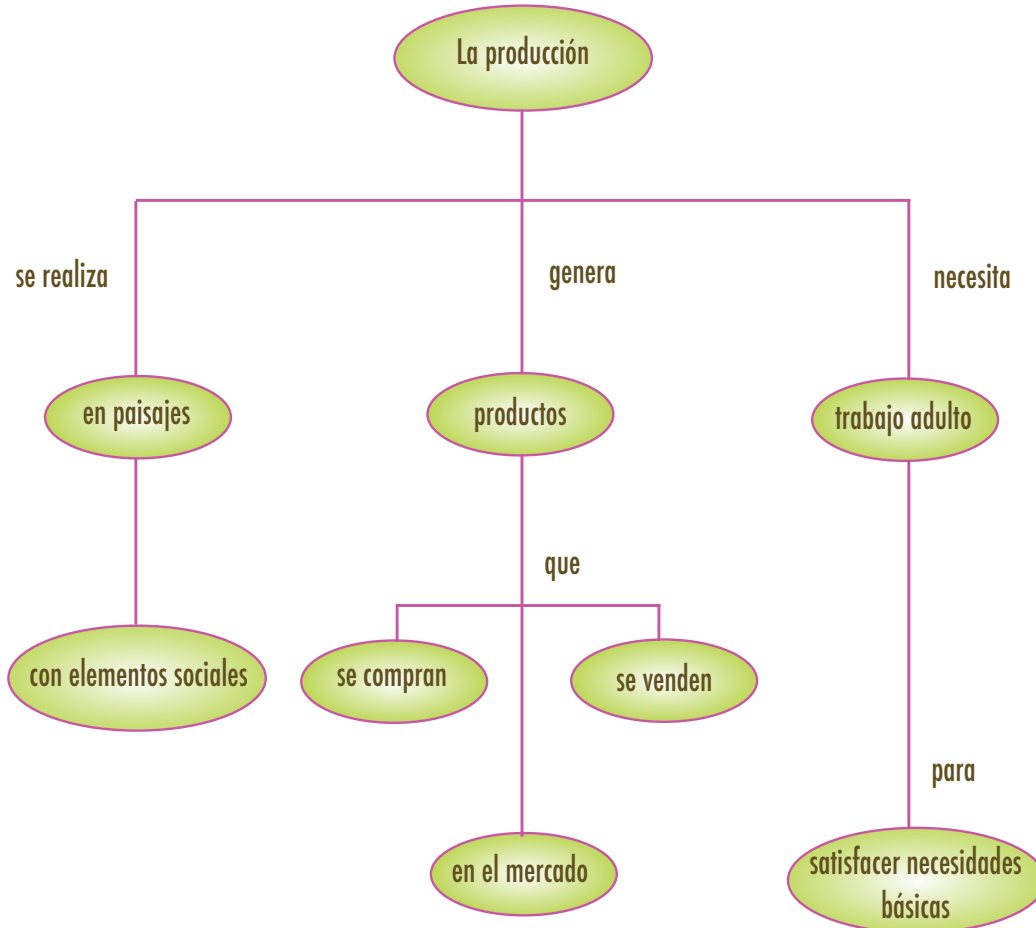 La producción
se realiza
genera
necesita
en paisajes
productos
trabajo adulto
que
con elementos sociales
se compran
se venden
para
en el mercado
satisfacer necesidades
básicas